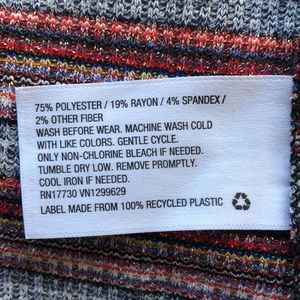 75% POLYESTER / 19% RAYON / 4% SPANDEX /
2% OTHER FIBER
WASH BEFORE WEAR. MACHINE WASH COLD
WITH LIKE COLORS. GENTLE CYCLE.
ONLY NON-CHLORINE BLEACH IF NEEDED.
TUMBLE DRY LOW. REMOVE PROMPTLY.
COOL IRON IF NEEDED.
RN17730 VN1299629
LABEL MADE FROM 100% RECYCLED PLASTIC